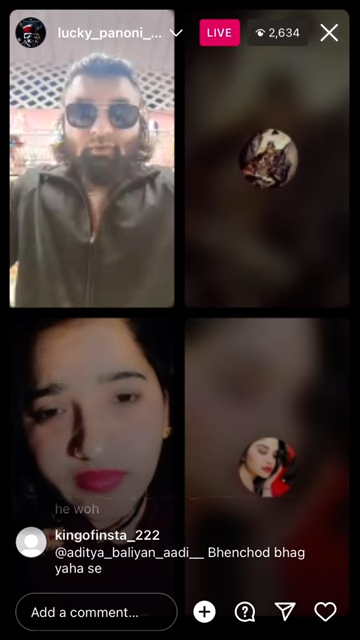 lucky_panoni_...
LIVE
2,634
he woh
kingofinsta_222
@aditya_baliyan_aadi__ Bhenchod bhag
yaha se
Add a comment...